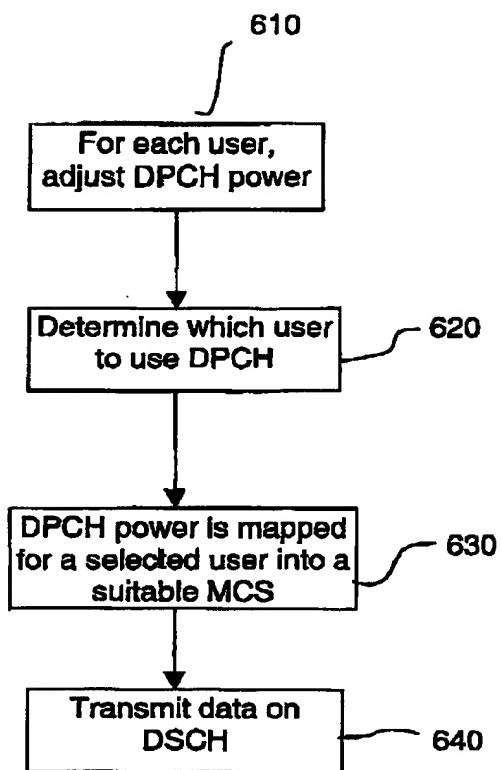 610
For each user,
adjust DPCH power
Determine which user
to use DPCH
620
DPCH power is mapped
for a selected user into a
suitable MCS
630
Transmit data on
DSCH
640